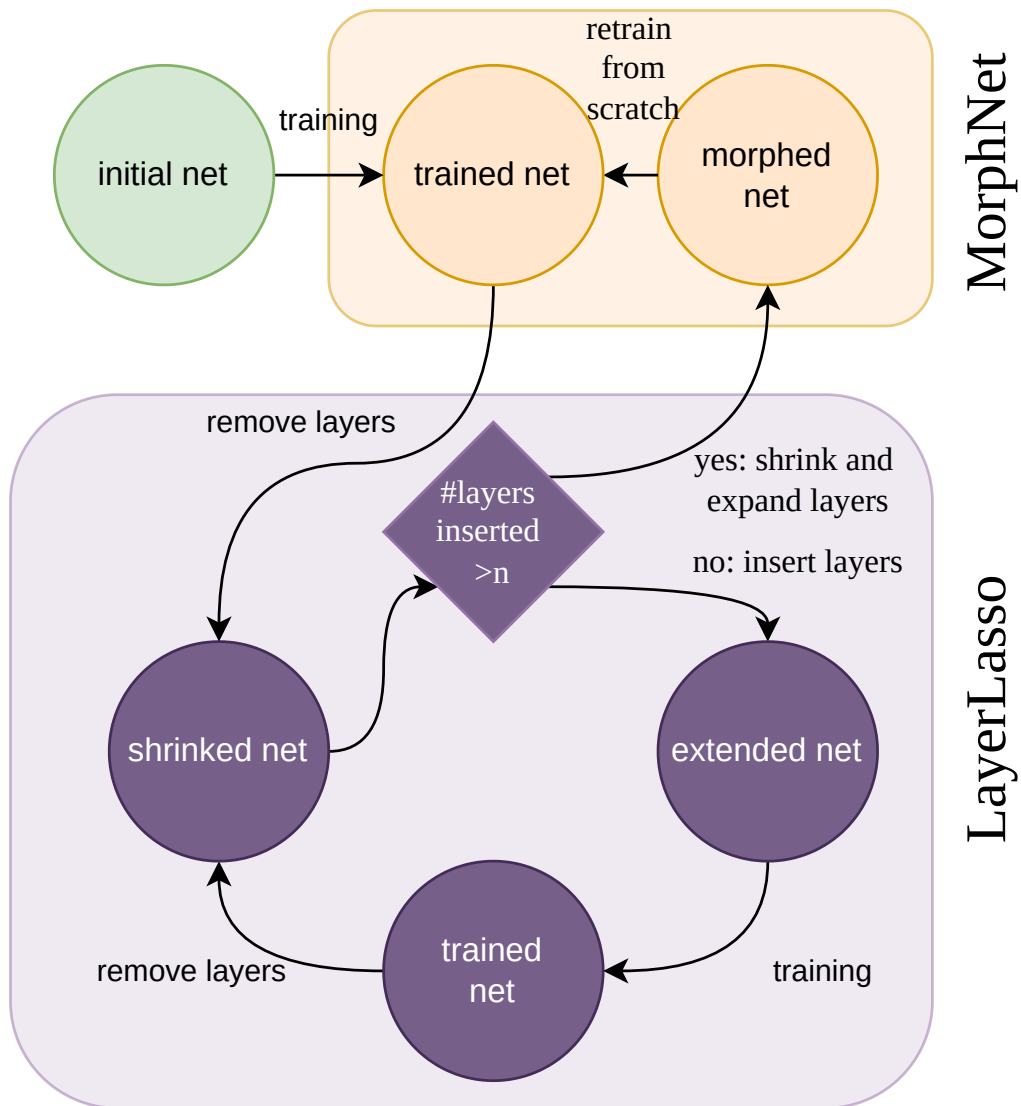 retrain
from
scratch
training
initial net
trained net
morphed
net
MorphNet
remove layers
#layers
inserted
>n
yes: shrink and
expand layers
no: insert layers
LayerLasso
shrinked net
extended net
trained
net
remove layers
training